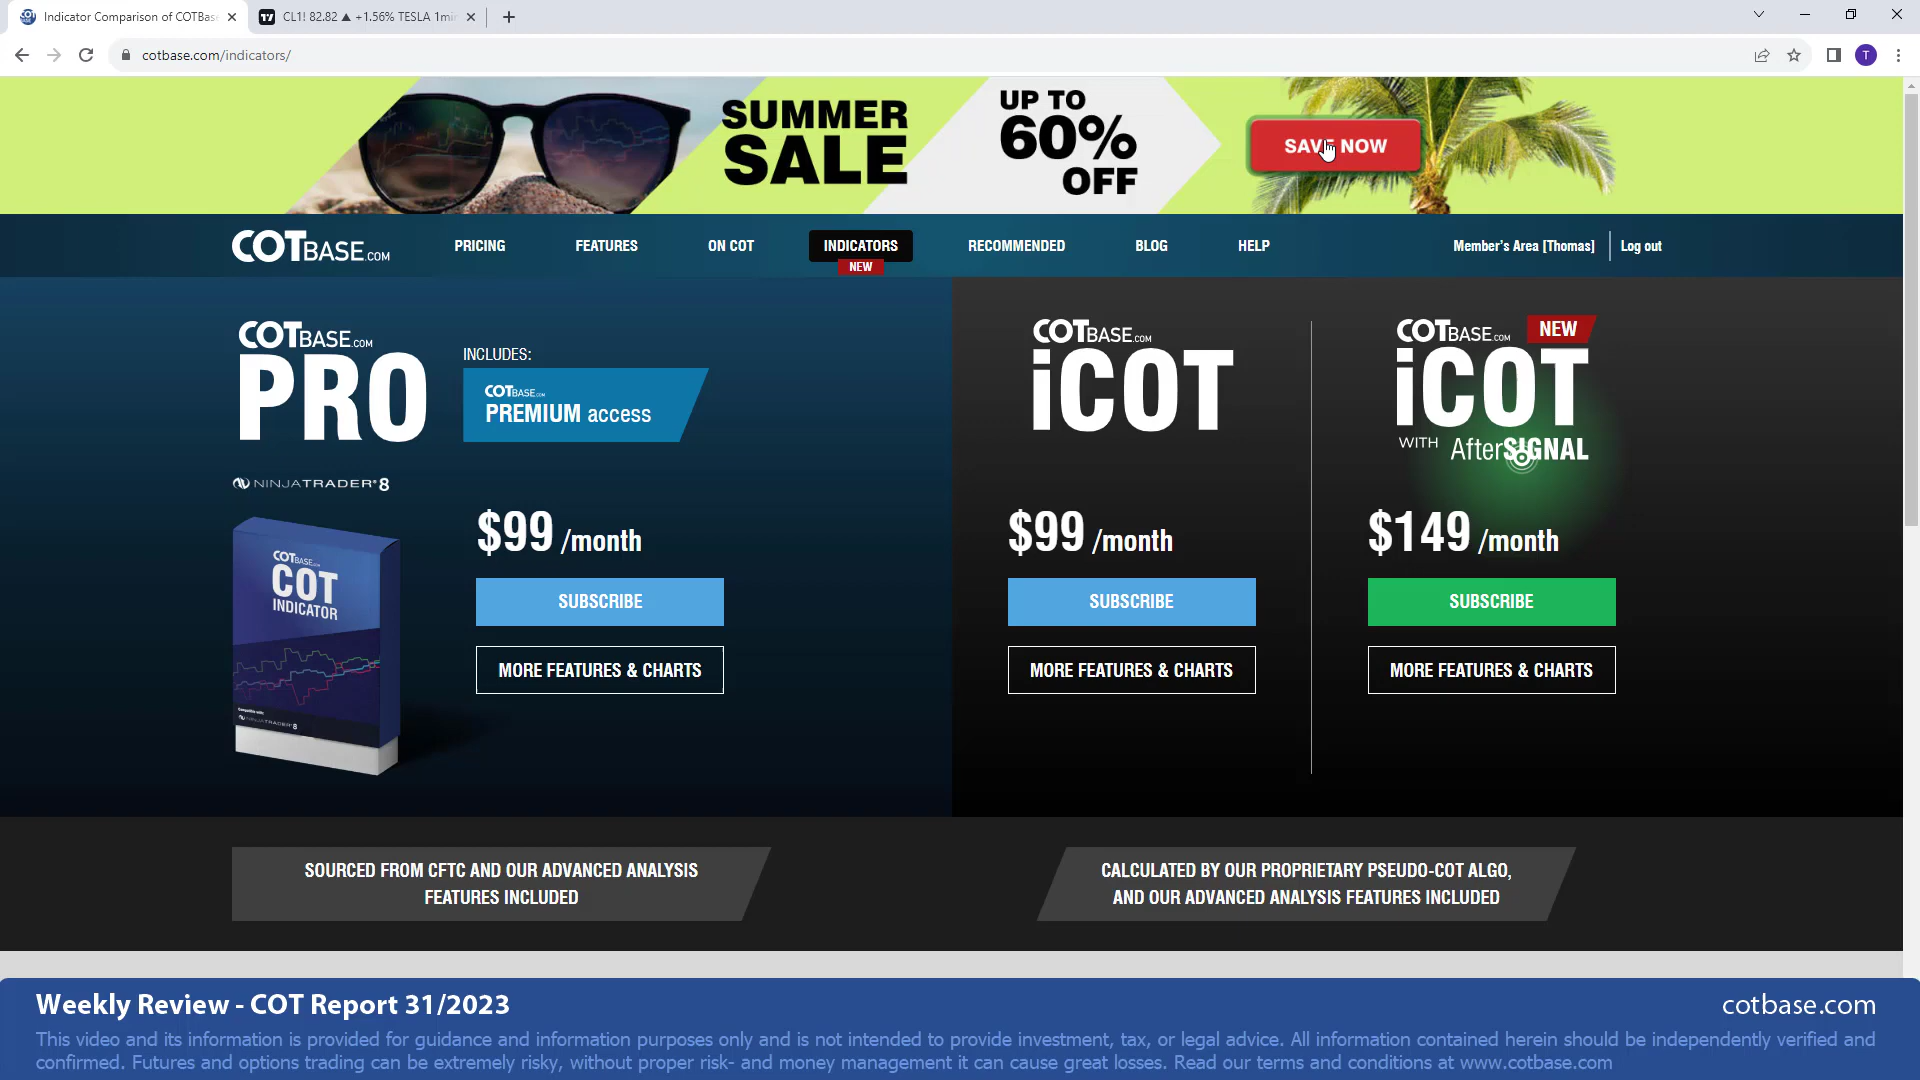 Indicator Comparison of COTBase
CL1! 82.82 ▲ +1.56% TESLA 1min
cotbase.com/indicators/
T
SUMMER
SALE
UP TO
60%
OFF
SAVE NOW
COTBASE.COM
PRICING
FEATURES
ON COT
INDICATORS
NEW
RECOMMENDED
BLOG
HELP
Member's Area [Thomas]
Log out
COTBASE.COM
PRO
INCLUDES:
COTBASE.COM
PREMIUM access
NINJATRADER® 8
COTBASE.COM
COT
INDICATOR
NINJATRADER® 8
$99 /month
SUBSCRIBE
MORE FEATURES & CHARTS
COTBASE.COM
iCOT
$99 /month
SUBSCRIBE
MORE FEATURES & CHARTS
COTBASE.COM
NEW
iCOT
WITH AfterSIGNAL
$149 /month
SUBSCRIBE
MORE FEATURES & CHARTS
SOURCED FROM CFTC AND OUR ADVANCED ANALYSIS
FEATURES INCLUDED
CALCULATED BY OUR PROPRIETARY PSEUDO-COT ALGO,
AND OUR ADVANCED ANALYSIS FEATURES INCLUDED
Weekly Review - COT Report 31/2023
cotbase.com
This video and its information is provided for guidance and information purposes only and is not intended to provide investment, tax, or legal advice. All information contained herein should be independently verified and
confirmed. Futures and options trading can be extremely risky, without proper risk- and money management it can cause great losses. Read our terms and conditions at www.cotbase.com